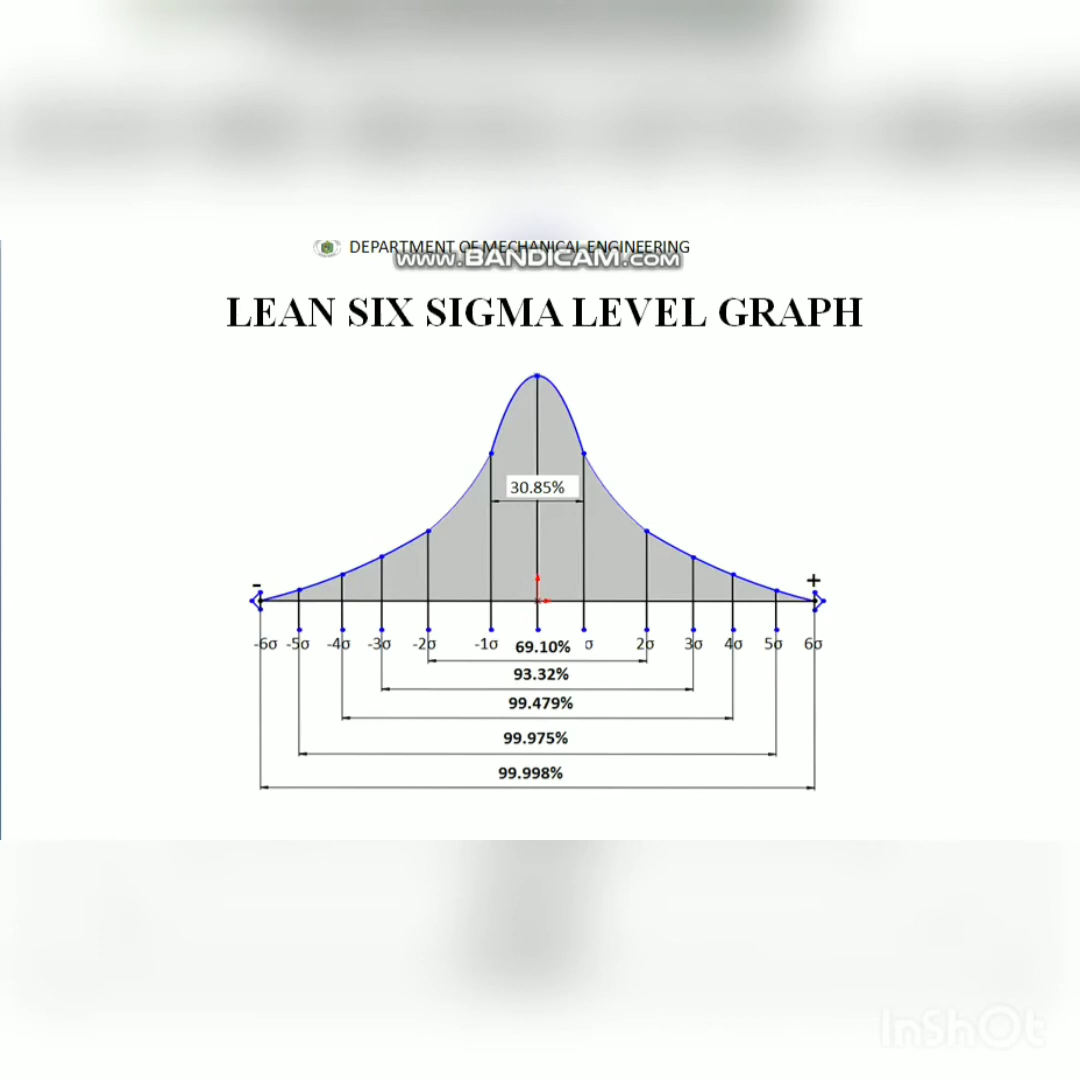 DEPARTMENT OF MECHANICAL ENGINEERING
www.BANDICAM.com
LEAN SIX SIGMA LEVEL GRAPH
30.85%
- +
-6σ -5σ -4σ -3σ -2σ -1σ σ 2σ 3σ 4σ 5σ 6σ
69.10%
93.32%
99.479%
99.975%
99.998%
InShOt